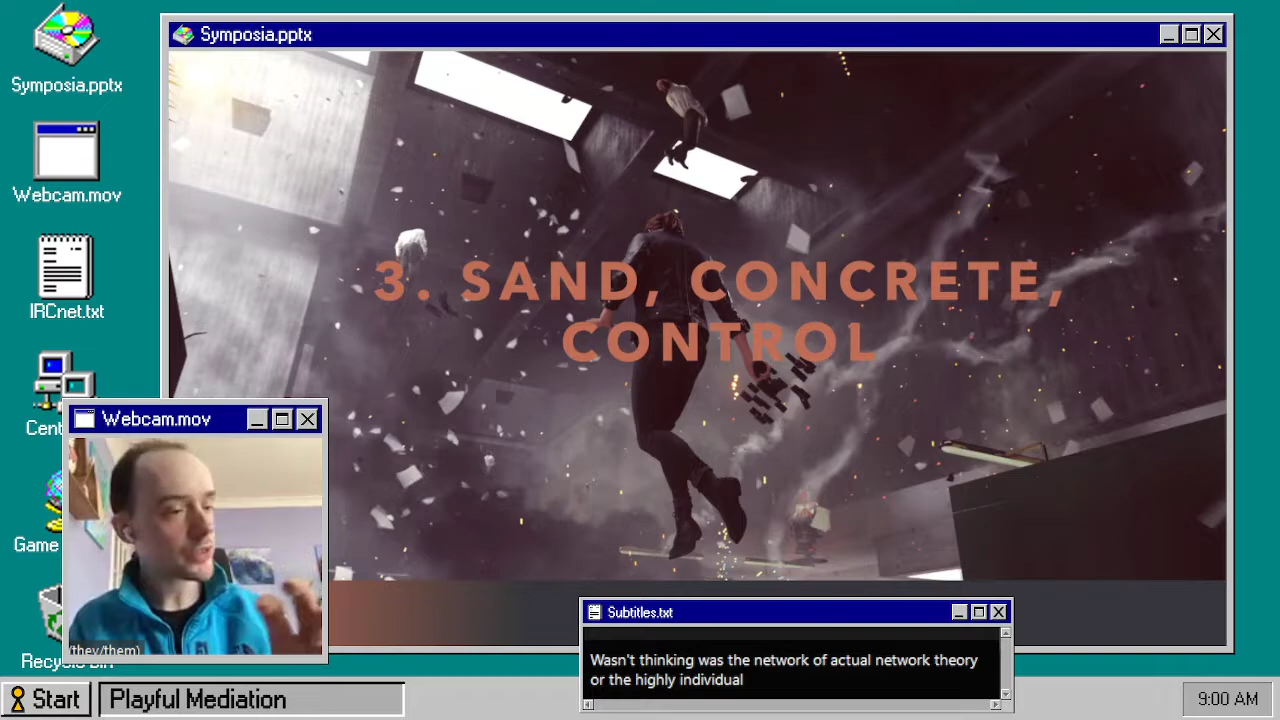 Symposia.pptx
Symposia.pptx
Webcam.mov
IRCnet.txt
3. SAND, CONCRETE,
CONTROL
Webcam.mov
(they/them)
Game
Subtitles.txt
Wasn't thinking was the network of actual network theory
or the highly individual
Start
Playful Mediation
9:00 AM